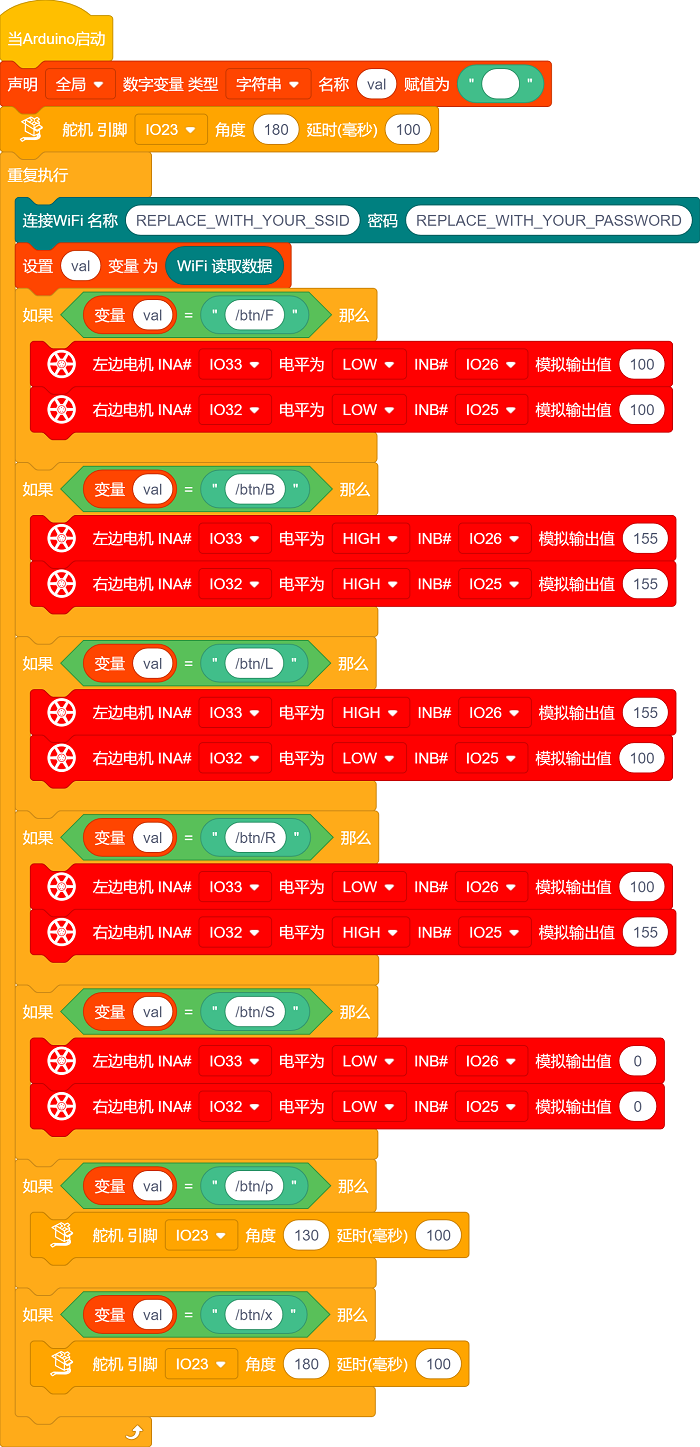 当Arduino启动
声明 全局 数字变量 类型 字符串 名称 val 赋值为 " "
舵机 引脚 IO23 角度 180 延时(毫秒) 100
重复执行
连接WiFi 名称 REPLACE_WITH_YOUR_SSID 密码 REPLACE_WITH_YOUR_PASSWORD
设置 val 变量 为 WiFi 读取数据
如果 变量 val = " /btn/F " 那么
左边电机 INA# IO33 电平为 LOW INB# IO26 模拟输出值 100
右边电机 INA# IO32 电平为 LOW INB# IO25 模拟输出值 100
如果 变量 val = " /btn/B " 那么
左边电机 INA# IO33 电平为 HIGH INB# IO26 模拟输出值 155
右边电机 INA# IO32 电平为 HIGH INB# IO25 模拟输出值 155
如果 变量 val = " /btn/L " 那么
左边电机 INA# IO33 电平为 HIGH INB# IO26 模拟输出值 155
右边电机 INA# IO32 电平为 LOW INB# IO25 模拟输出值 100
如果 变量 val = " /btn/R " 那么
左边电机 INA# IO33 电平为 LOW INB# IO26 模拟输出值 100
右边电机 INA# IO32 电平为 HIGH INB# IO25 模拟输出值 155
如果 变量 val = " /btn/S " 那么
左边电机 INA# IO33 电平为 LOW INB# IO26 模拟输出值 0
右边电机 INA# IO32 电平为 LOW INB# IO25 模拟输出值 0
如果 变量 val = " /btn/p " 那么
舵机 引脚 IO23 角度 130 延时(毫秒) 100
如果 变量 val = " /btn/x " 那么
舵机 引脚 IO23 角度 180 延时(毫秒) 100